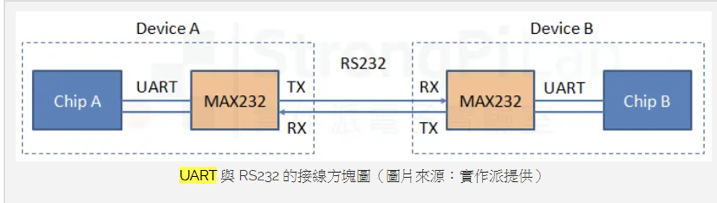 Device A
Device B
RS232
UART
TX
RX
UART
Chip A
MAX232
MAX232
Chip B
RX
TX
StrongPiLab
UART 與 RS232 的接線方塊圖（圖片來源：實作派提供）